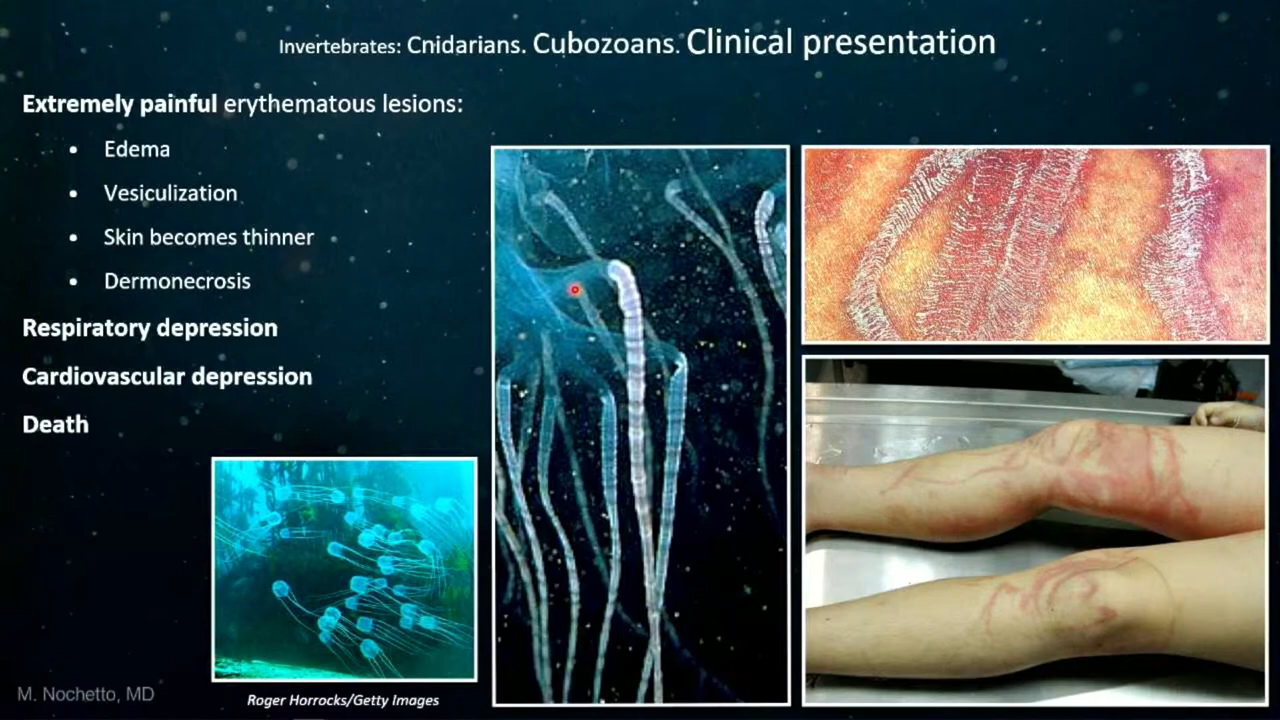 Invertebrates: Cnidarians. Cubozoans. Clinical presentation
Extremely painful erythematous lesions:
• Edema
• Vesiculization
• Skin becomes thinner
• Dermonecrosis
Respiratory depression
Cardiovascular depression
Death
M. Nochetto, MD
Roger Horrocks/Getty Images